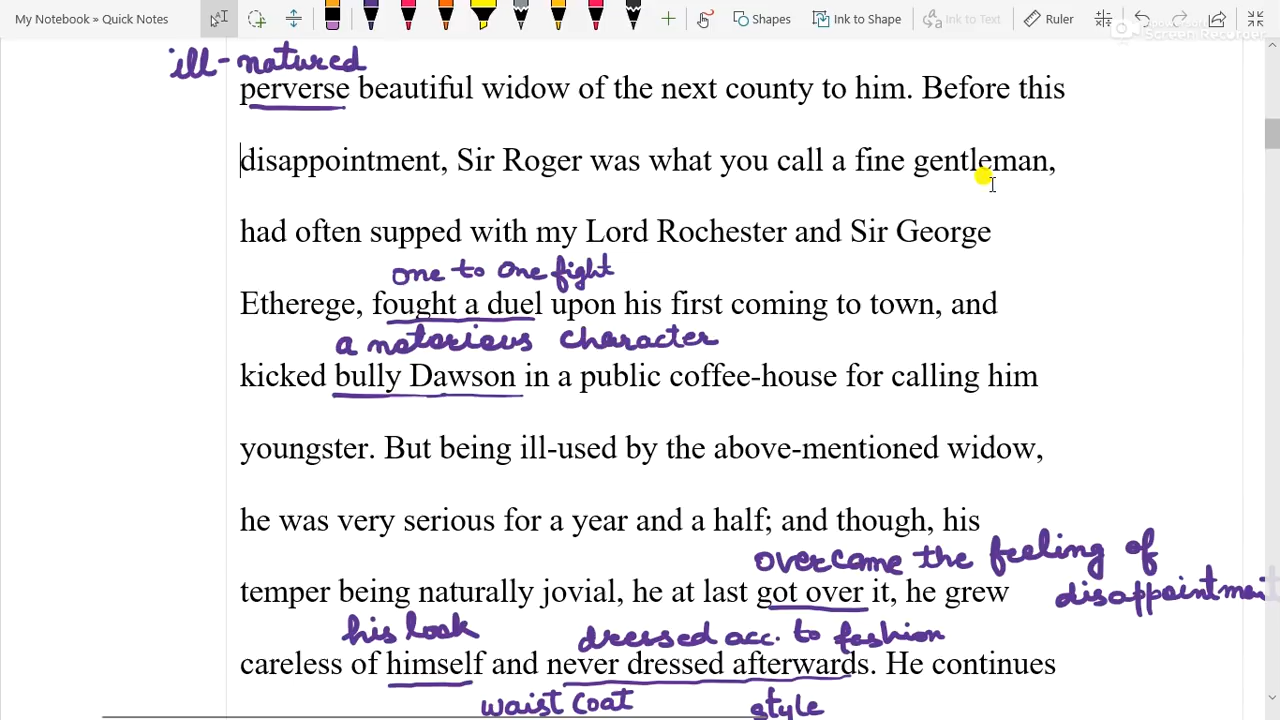 My Notebook » Quick Notes
Shapes
Ink to Shape
Ink to Text
Ruler
Screen Recorder
ill-natured
perverse beautiful widow of the next county to him. Before this
disappointment, Sir Roger was what you call a fine gentleman,
had often supped with my Lord Rochester and Sir George
one to one fight
Etherege, fought a duel upon his first coming to town, and
a notorious character
kicked bully Dawson in a public coffee-house for calling him
youngster. But being ill-used by the above-mentioned widow,
he was very serious for a year and a half; and though, his
overcame the feeling of
disappointment
temper being naturally jovial, he at last got over it, he grew
his look dressed acc. to fashion
careless of himself and never dressed afterwards. He continues
waist coat style